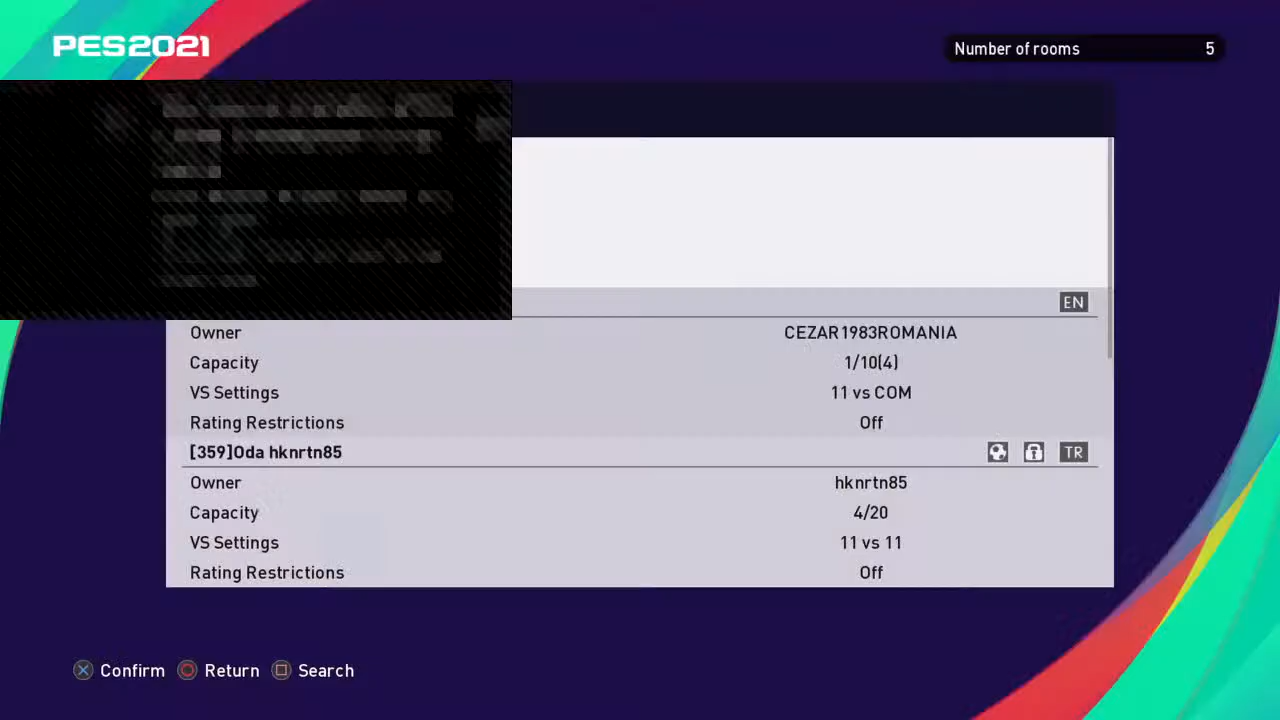 PES2021
Number of rooms 5
EN
Owner CEZAR1983ROMANIA
Capacity 1/10(4)
VS Settings 11 vs COM
Rating Restrictions Off
[359]Oda hknrtn85 TR
Owner hknrtn85
Capacity 4/20
VS Settings 11 vs 11
Rating Restrictions Off
Confirm Return Search